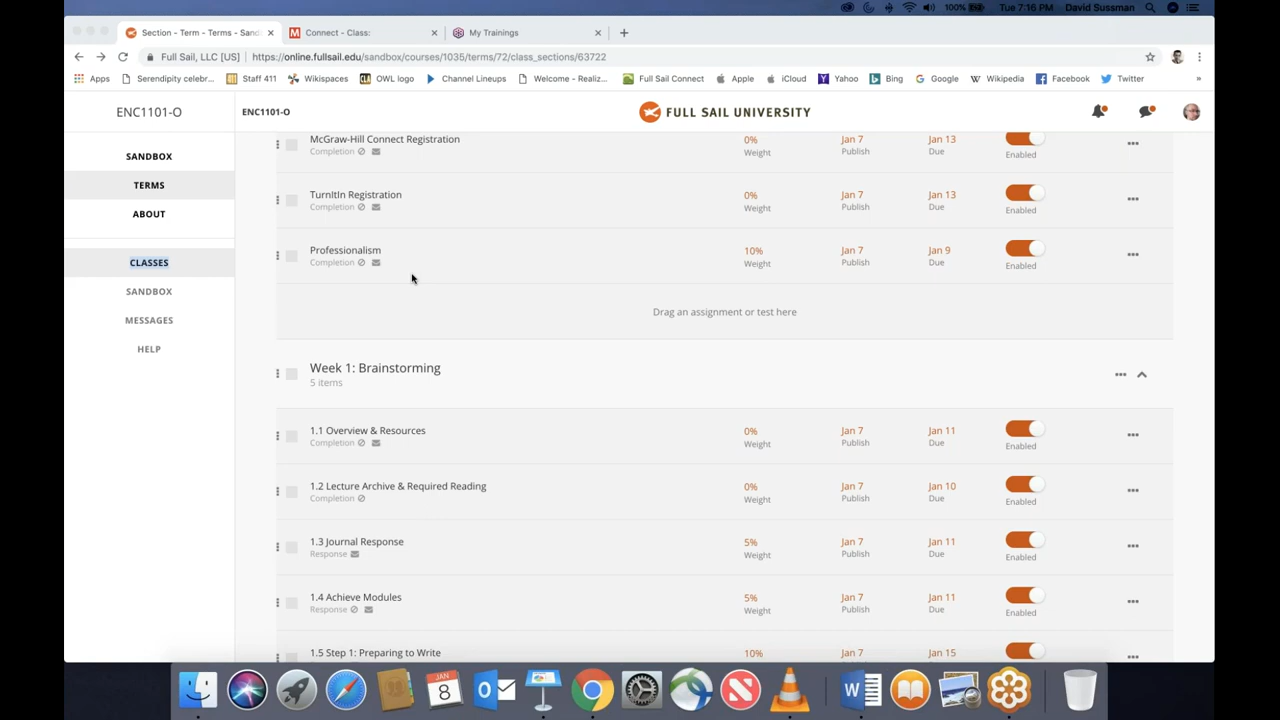 100% Tue 7:16 PM David Sussman
Section - Term - Terms - Sand
Connect - Class:
My Trainings
Full Sail, LLC [US] https://online.fullsail.edu/sandbox/courses/1035/terms/72/class_sections/63722
Apps Serendipity celebr... Staff 411 Wikispaces OWL logo Channel Lineups Welcome - Realiz... Full Sail Connect Apple iCloud Yahoo Bing Google Wikipedia Facebook Twitter »
ENC1101-O
ENC1101-O
FULL SAIL UNIVERSITY
SANDBOX
TERMS
ABOUT
CLASSES
SANDBOX
MESSAGES
HELP
McGraw-Hill Connect Registration 0% Jan 7 Jan 13
Completion Weight Publish Due Enabled
TurnItIn Registration 0% Jan 7 Jan 13
Completion Weight Publish Due Enabled
Professionalism 10% Jan 7 Jan 9
Completion Weight Publish Due Enabled
Drag an assignment or test here
Week 1: Brainstorming
5 items
1.1 Overview & Resources 0% Jan 7 Jan 11
Completion Weight Publish Due Enabled
1.2 Lecture Archive & Required Reading 0% Jan 7 Jan 10
Completion Weight Publish Due Enabled
1.3 Journal Response 5% Jan 7 Jan 11
Response Weight Publish Due Enabled
1.4 Achieve Modules 5% Jan 7 Jan 11
Response Weight Publish Due Enabled
1.5 Step 1: Preparing to Write 10% Jan 7 Jan 15
JAN
8